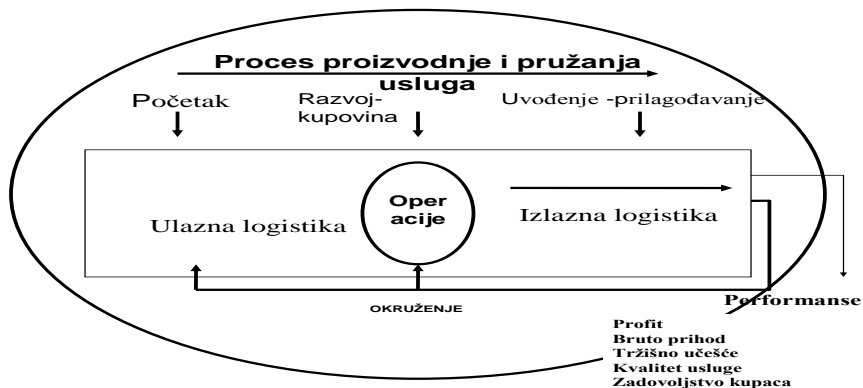 Proces proizvodnje i pružanja
usluga
Početak
Razvoj-
kupovina
Uvođenje -prilagođavanje
Ulazna logistika
Oper
acije
Izlazna logistika
OKRUŽENJE
Performanse
Profit
Bruto prihod
Tržišno učešće
Kvalitet usluge
Zadovoljstvo kupaca